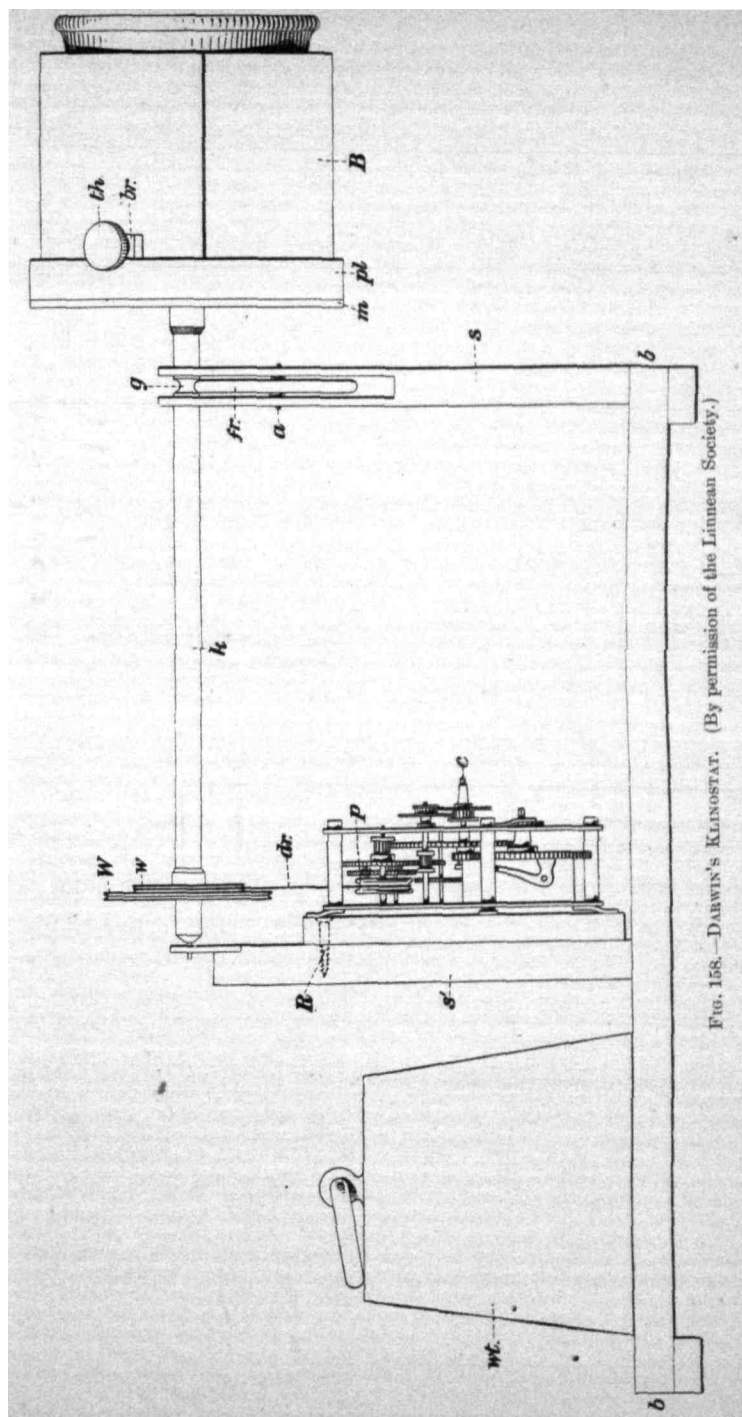 th
br.
B
pl
m
g
fr.
a
s
b
k
W
w
dr.
p
c
R
s'
wt.
b
FIG. 158.—DARWIN'S KLINOSTAT. (By permission of the Linnean Society.)